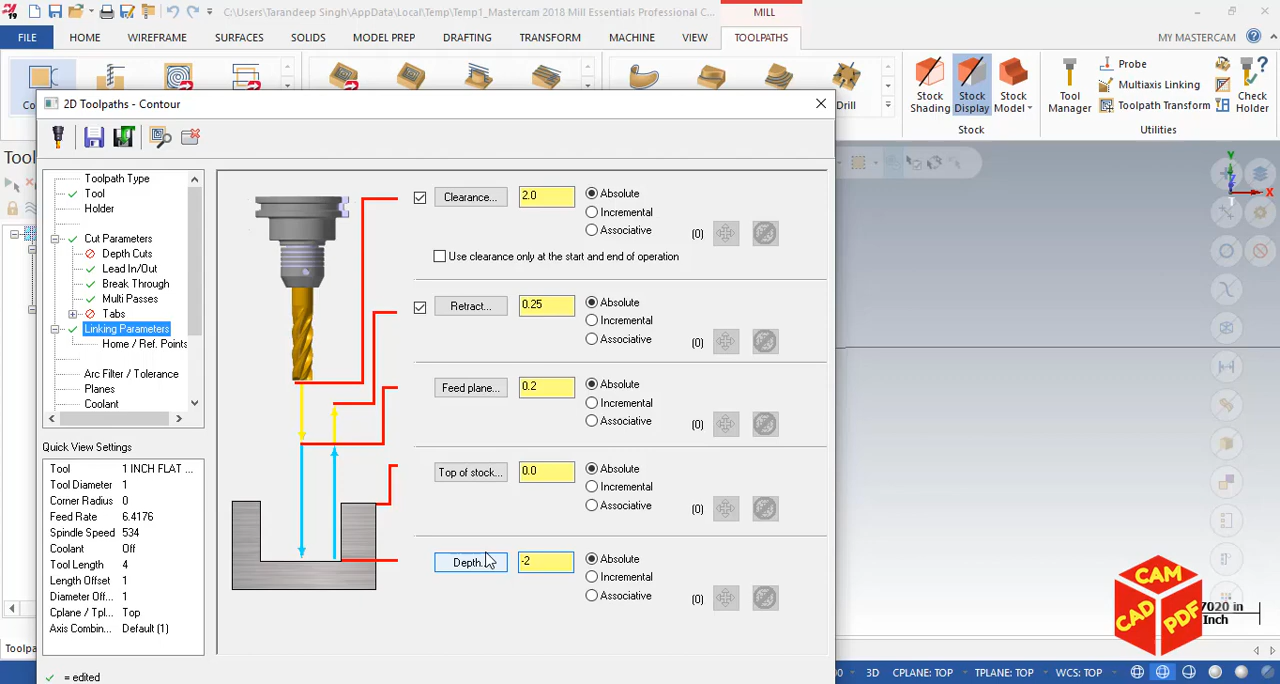 19
C:\Users\Tarandeep Singh\AppData\Local\Temp\Temp1_Mastercam 2018 Mill Essentials Professional C...
MILL
FILE
HOME
WIREFRAME
SURFACES
SOLIDS
MODEL PREP
DRAFTING
TRANSFORM
MACHINE
VIEW
TOOLPATHS
MY MASTERCAM
Co
Drill
Stock Shading
Stock Display
Stock Model
Stock
Tool Manager
Probe
Multiaxis Linking
Toolpath Transform
Check Holder
Utilities
2D Toolpaths - Contour
Tool
Toolpath Type
Tool
Holder
Cut Parameters
Depth Cuts
Lead In/Out
Break Through
Multi Passes
Tabs
Linking Parameters
Home / Ref. Points
Arc Filter / Tolerance
Planes
Coolant
Quick View Settings
Tool 1 INCH FLAT ...
Tool Diameter 1
Corner Radius 0
Feed Rate 6.4176
Spindle Speed 534
Coolant Off
Tool Length 4
Length Offset 1
Diameter Off... 1
Cplane / Tpl... Top
Axis Combin... Default (1)
= edited
Clearance... 2.0 Absolute
Incremental
Associative (0)
Use clearance only at the start and end of operation
Retract... 0.25 Absolute
Incremental
Associative (0)
Feed plane... 0.2 Absolute
Incremental
Associative (0)
Top of stock... 0.0 Absolute
Incremental
Associative (0)
Depth... -2 Absolute
Incremental
Associative (0)
Y
Z
X
CAM
CAD
PDF
7020 in
Inch
Toolpa
00
3D
CPLANE: TOP
TPLANE: TOP
WCS: TOP